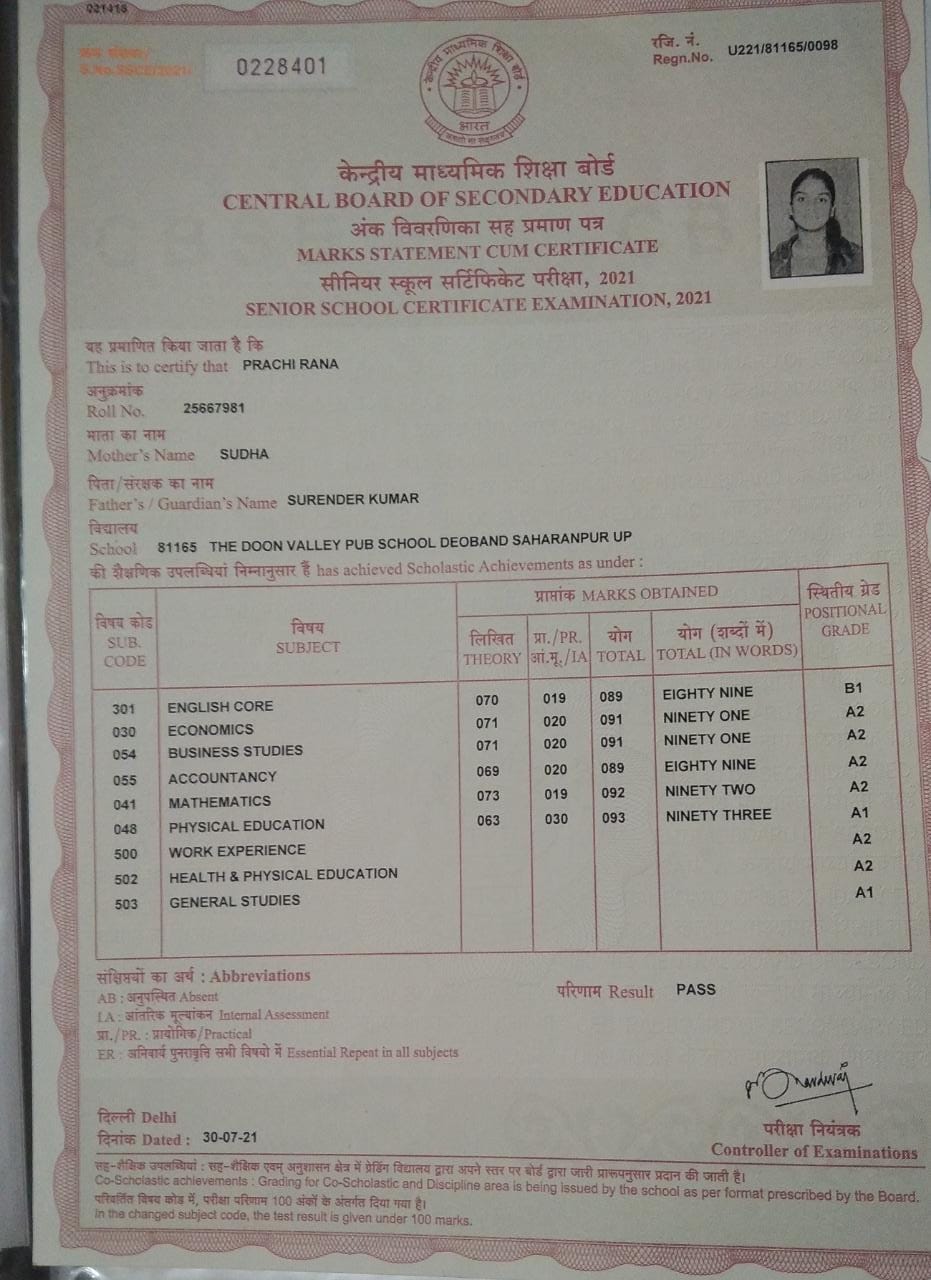 021416
क्रम संख्या/
S.No.SSCE/2021/
0228401
रजि. नं.
Regn.No. U221/81165/0098
केन्द्रीय माध्यमिक शिक्षा बोर्ड
भारत
केन्द्रीय माध्यमिक शिक्षा बोर्ड
CENTRAL BOARD OF SECONDARY EDUCATION
अंक विवरणिका सह प्रमाण पत्र
MARKS STATEMENT CUM CERTIFICATE
सीनियर स्कूल सर्टिफिकेट परीक्षा, 2021
SENIOR SCHOOL CERTIFICATE EXAMINATION, 2021
यह प्रमाणित किया जाता है कि
This is to certify that PRACHI RANA
अनुक्रमांक
Roll No. 25667981
माता का नाम
Mother's Name SUDHA
पिता/संरक्षक का नाम
Father's / Guardian's Name SURENDER KUMAR
विद्यालय
School 81165 THE DOON VALLEY PUB SCHOOL DEOBAND SAHARANPUR UP
की शैक्षणिक उपलब्धियां निम्नानुसार हैं has achieved Scholastic Achievements as under :
विषय कोड SUB. CODE
विषय SUBJECT
प्राप्तांक MARKS OBTAINED
लिखित THEORY
प्रा./PR. आं.मू./IA
योग TOTAL
योग (शब्दों में) TOTAL (IN WORDS)
स्थितीय ग्रेड POSITIONAL GRADE
301 ENGLISH CORE 070 019 089 EIGHTY NINE B1
030 ECONOMICS 071 020 091 NINETY ONE A2
054 BUSINESS STUDIES 071 020 091 NINETY ONE A2
055 ACCOUNTANCY 069 020 089 EIGHTY NINE A2
041 MATHEMATICS 073 019 092 NINETY TWO A2
048 PHYSICAL EDUCATION 063 030 093 NINETY THREE A1
500 WORK EXPERIENCE A2
502 HEALTH & PHYSICAL EDUCATION A2
503 GENERAL STUDIES A1
संक्षिप्तियों का अर्थ : Abbreviations
AB : अनुपस्थित Absent
I.A : आंतरिक मूल्यांकन Internal Assessment
प्रा./PR. : प्रायोगिक/Practical
ER : अनिवार्य पुनरावृत्ति सभी विषयो में Essential Repeat in all subjects
परिणाम Result PASS
दिल्ली Delhi
दिनांक Dated : 30-07-21
परीक्षा नियंत्रक
Controller of Examinations
सह-शैक्षिक उपलब्धियां : सह-शैक्षिक एवम् अनुशासन क्षेत्र में ग्रेडिंग विद्यालय द्वारा अपने स्तर पर बोर्ड द्वारा जारी प्रारूपनुसार प्रदान की जाती है।
Co-Scholastic achievements : Grading for Co-Scholastic and Discipline area is being issued by the school as per format prescribed by the Board.
परिवर्तित विषय कोड में, परीक्षा परिणाम 100 अंकों के अंतर्गत दिया गया है।
In the changed subject code, the test result is given under 100 marks.